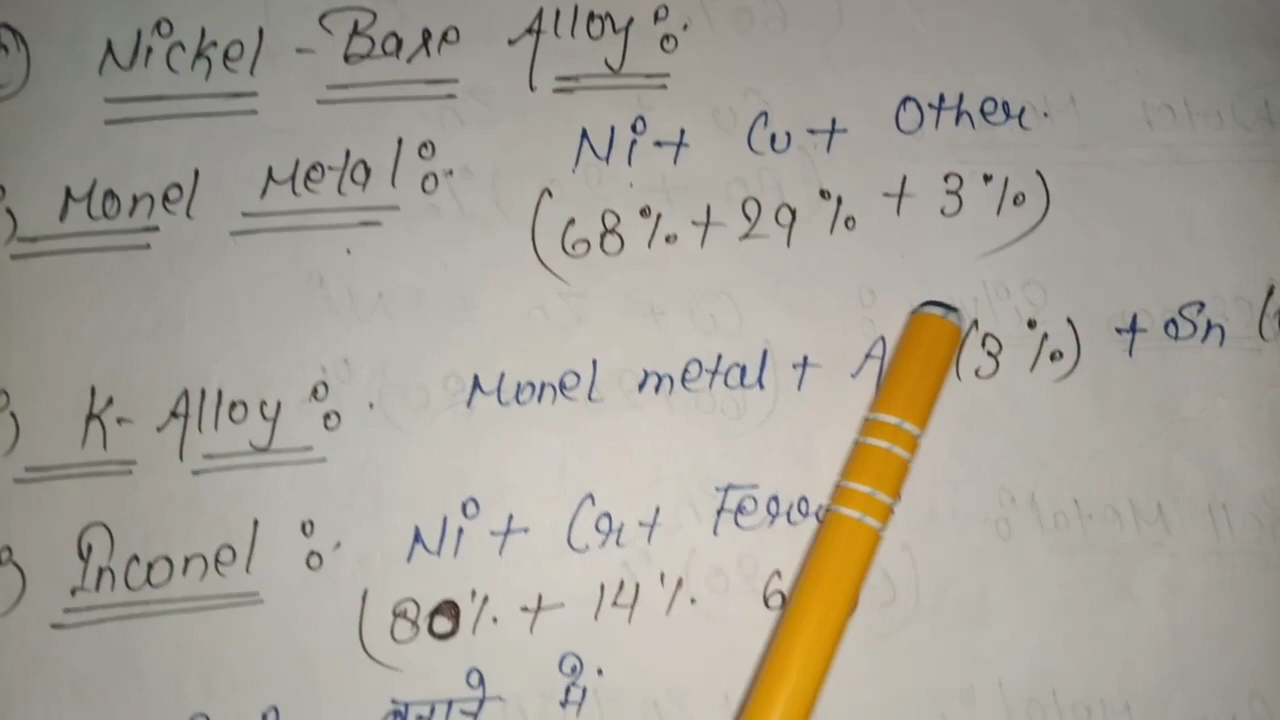 Nickel - Base Alloy :
Monel Metal : Ni + Cu + Other.
(68% + 29% + 3%)
K- Alloy : Monel metal + (3%) + Sn (
Inconel : Ni + Cr +
(80% + 14% 6
बनाने में